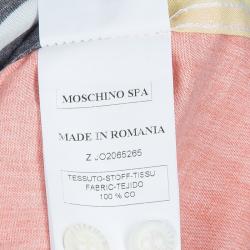 MOSCHINO SPA
MADE IN ROMANIA
Z JO2065265
TESSUTO-STOFF-TISSU
FABRIC-TEJIDO
100 % CO